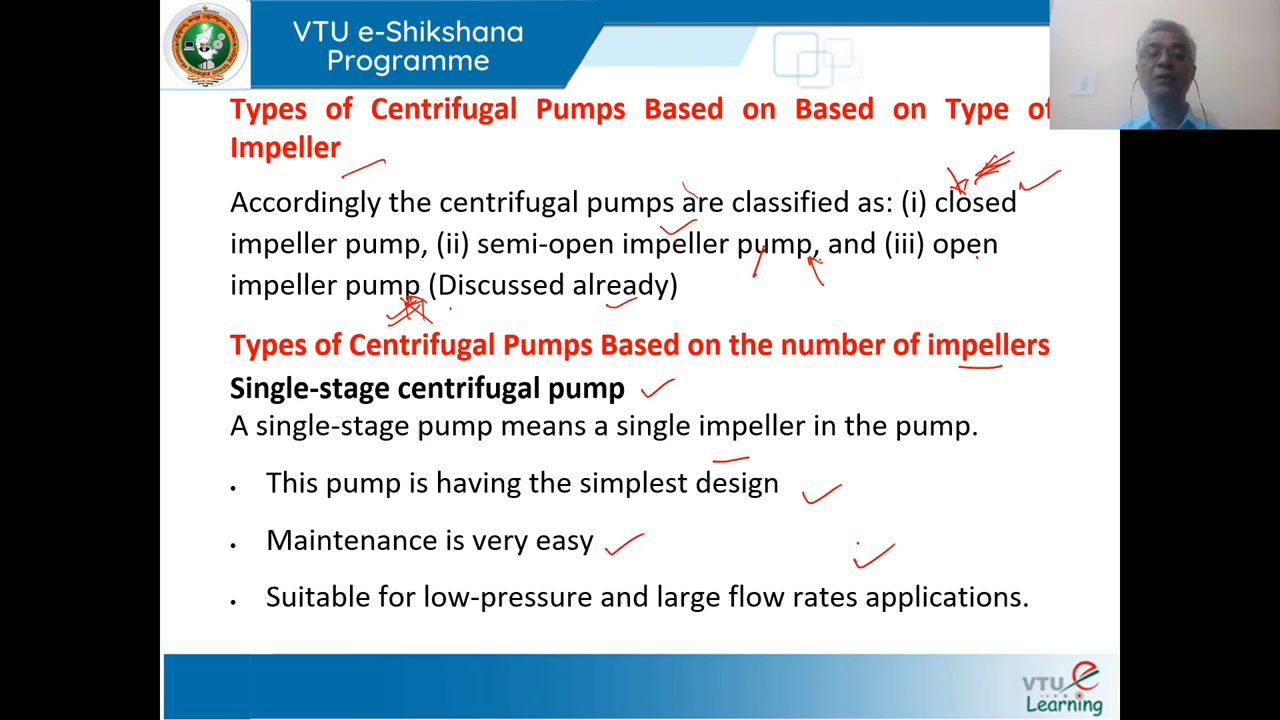 VTU e-Shikshana
Programme
Types of Centrifugal Pumps Based on Based on Type of
Impeller
Accordingly the centrifugal pumps are classified as: (i) closed
impeller pump, (ii) semi-open impeller pump, and (iii) open
impeller pump (Discussed already)
Types of Centrifugal Pumps Based on the number of impellers
Single-stage centrifugal pump
A single-stage pump means a single impeller in the pump.
• This pump is having the simplest design
• Maintenance is very easy
• Suitable for low-pressure and large flow rates applications.
VTU e
Learning